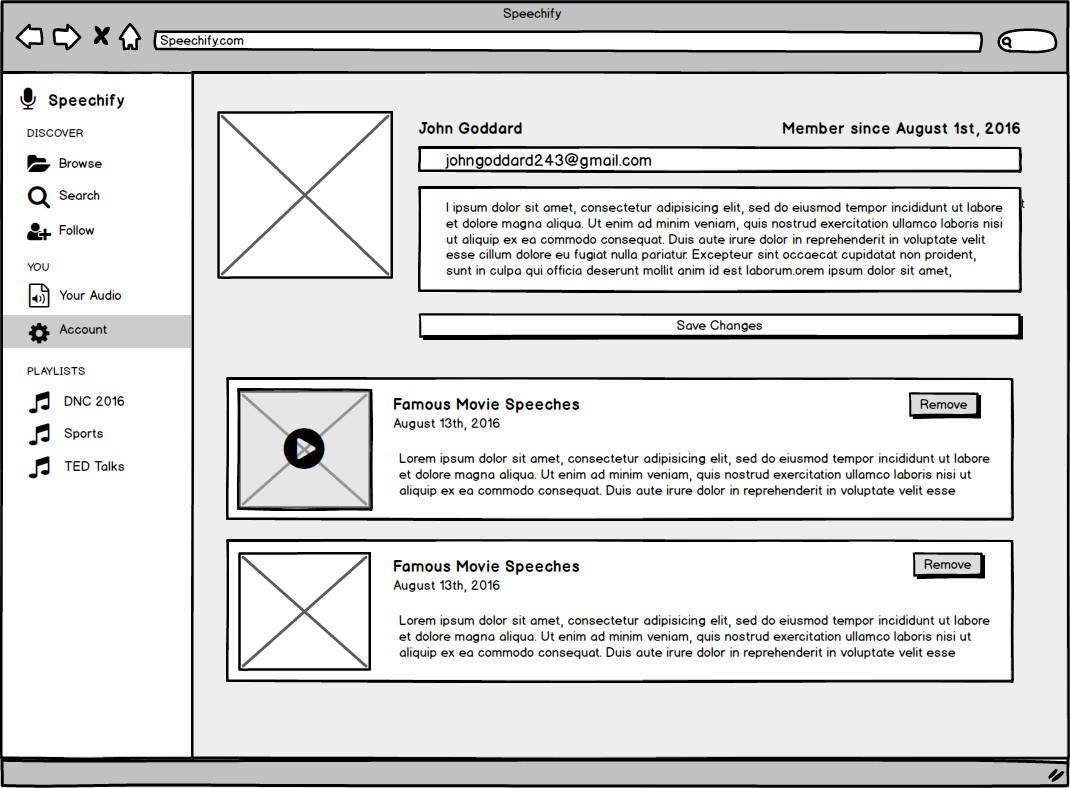 Speechify
Speechify.com
Speechify
DISCOVER
Browse
Search
Follow
YOU
Your Audio
Account
PLAYLISTS
DNC 2016
Sports
TED Talks
John Goddard
Member since August 1st, 2016
johngoddard243@gmail.com
l ipsum dolor sit amet, consectetur adipisicing elit, sed do eiusmod tempor incididunt ut labore
et dolore magna aliqua. Ut enim ad minim veniam, quis nostrud exercitation ullamco laboris nisi
ut aliquip ex ea commodo consequat. Duis aute irure dolor in reprehenderit in voluptate velit
esse cillum dolore eu fugiat nulla pariatur. Excepteur sint occaecat cupidatat non proident,
sunt in culpa qui officia deserunt mollit anim id est laborum.orem ipsum dolor sit amet,
t
Save Changes
Famous Movie Speeches
Remove
August 13th, 2016
Lorem ipsum dolor sit amet, consectetur adipisicing elit, sed do eiusmod tempor incididunt ut labore
et dolore magna aliqua. Ut enim ad minim veniam, quis nostrud exercitation ullamco laboris nisi ut
aliquip ex ea commodo consequat. Duis aute irure dolor in reprehenderit in voluptate velit esse
Famous Movie Speeches
Remove
August 13th, 2016
Lorem ipsum dolor sit amet, consectetur adipisicing elit, sed do eiusmod tempor incididunt ut labore
et dolore magna aliqua. Ut enim ad minim veniam, quis nostrud exercitation ullamco laboris nisi ut
aliquip ex ea commodo consequat. Duis aute irure dolor in reprehenderit in voluptate velit esse